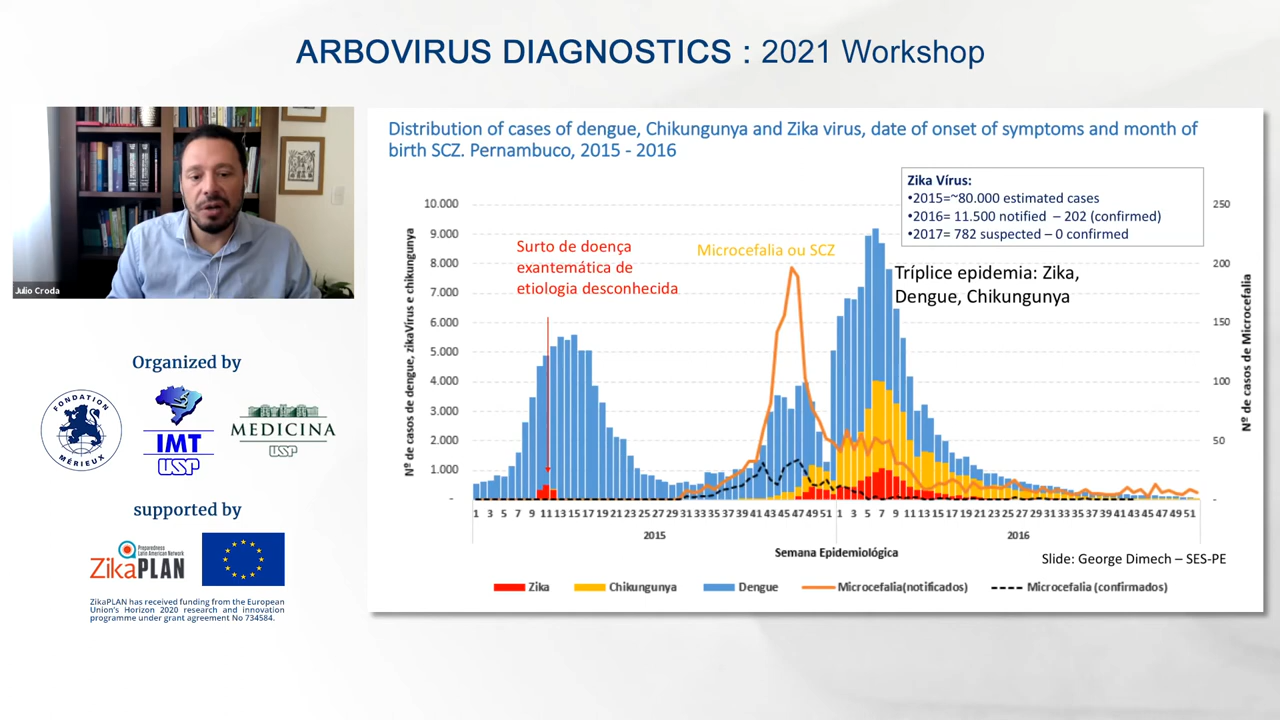 ARBOVIRUS DIAGNOSTICS : 2021 Workshop
Julio Croda
Organized by
FONDATION
MÉRIEUX
IMT
USP
MEDICINA
USP
supported by
Preparedness
Latin American Network
ZikaPLAN
ZikaPLAN has received funding from the European
Union's Horizon 2020 research and innovation
programme under grant agreement No 734584.
Distribution of cases of dengue, Chikungunya and Zika virus, date of onset of symptoms and month of
birth SCZ. Pernambuco, 2015 - 2016
Zika Vírus:
•2015=~80.000 estimated cases
•2016= 11.500 notified – 202 (confirmed)
•2017= 782 suspected – 0 confirmed
Surto de doença
exantemática de
etiologia desconhecida
Microcefalia ou SCZ
Tríplice epidemia: Zika,
Dengue, Chikungunya
Nº de casos de dengue, zikaVírus e chikungunya
10.000
9.000
8.000
7.000
6.000
5.000
4.000
3.000
2.000
1.000
-
250
200
150
100
50
-
Nº de casos de Microcefalia
1 3 5 7 9 11 13 15 17 19 21 23 25 27 29 31 33 35 37 39 41 43 45 47 49 51 1 3 5 7 9 11 13 15 17 19 21 23 25 27 29 31 33 35 37 39 41 43 45 47 49 51
2015 2016
Semana Epidemiológica
Slide: George Dimech – SES-PE
Zika Chikungunya Dengue Microcefalia(notificados) Microcefalia (confirmados)